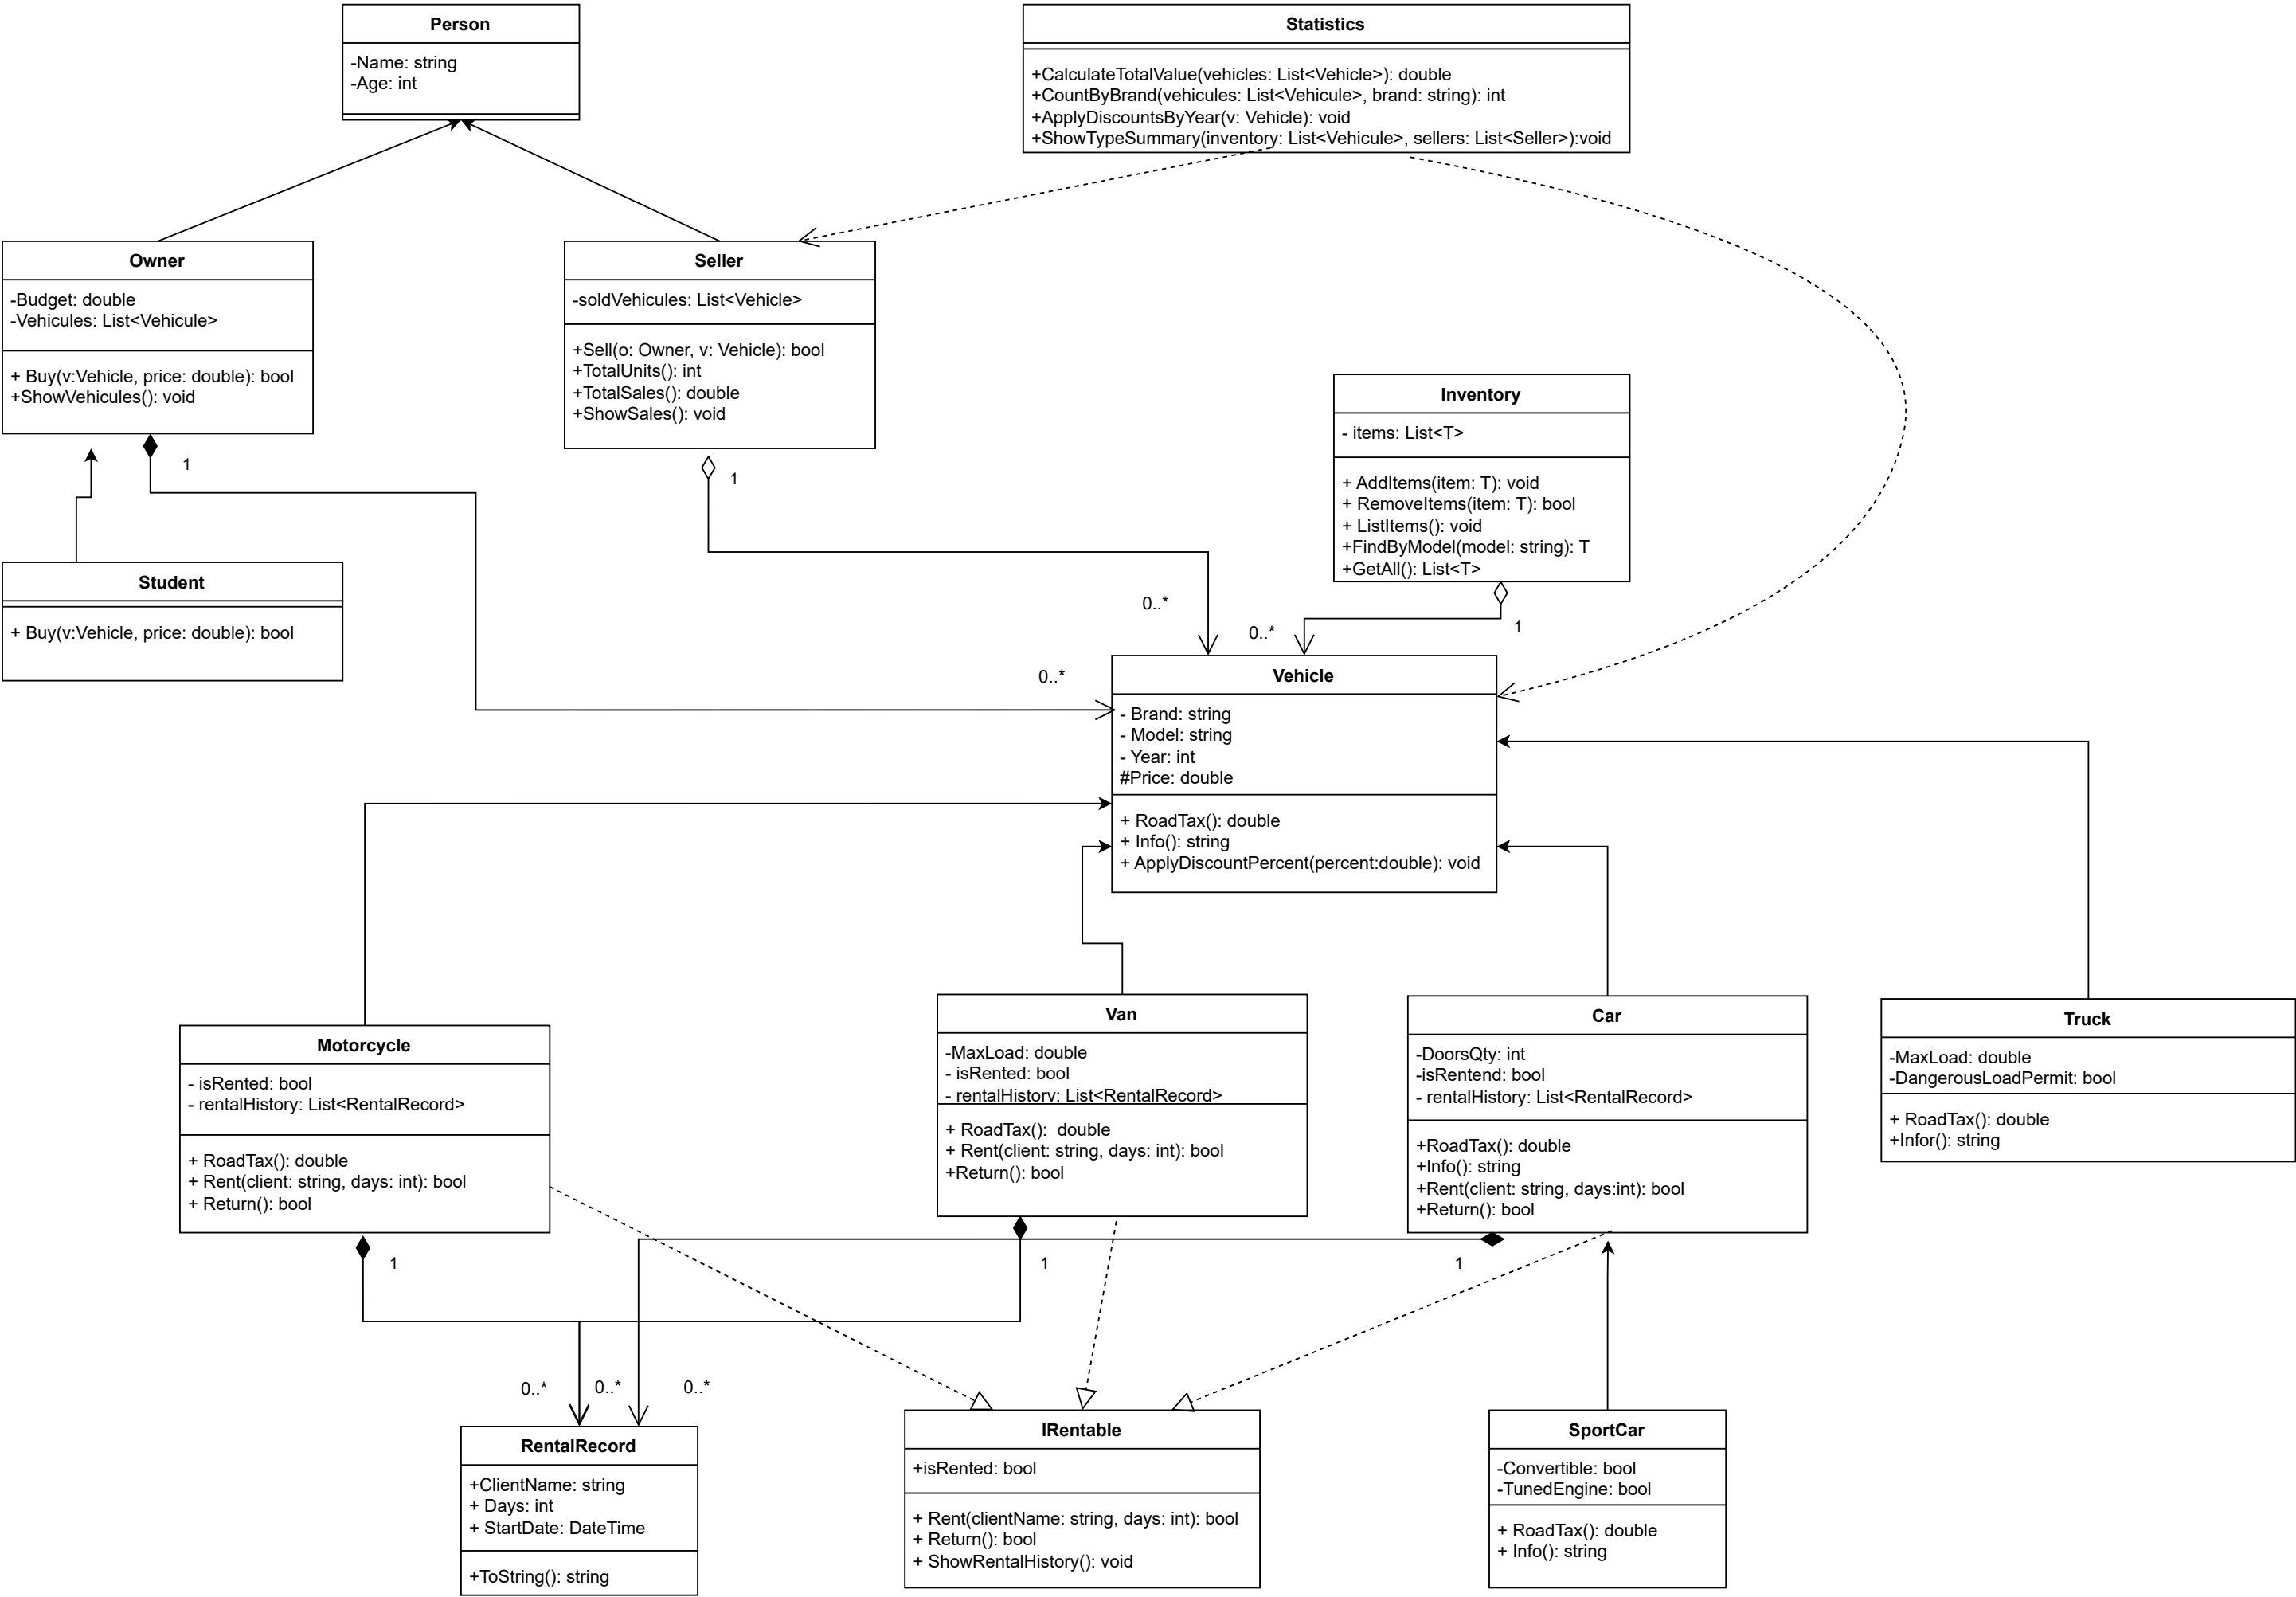 Person
-Name: string
-Age: int
Statistics
+CalculateTotalValue(vehicles: List<Vehicle>): double
+CountByBrand(vehicules: List<Vehicule>, brand: string): int
+ApplyDiscountsByYear(v: Vehicle): void
+ShowTypeSummary(inventory: List<Vehicule>, sellers: List<Seller>):void
Owner
-Budget: double
-Vehicules: List<Vehicule>
+ Buy(v:Vehicle, price: double): bool
+ShowVehicules(): void
1
Seller
-soldVehicules: List<Vehicle>
+Sell(o: Owner, v: Vehicle): bool
+TotalUnits(): int
+TotalSales(): double
+ShowSales(): void
1
Inventory
- items: List<T>
+ AddItems(item: T): void
+ RemoveItems(item: T): bool
+ ListItems(): void
+FindByModel(model: string): T
+GetAll(): List<T>
1
Student
+ Buy(v:Vehicle, price: double): bool
0..*
0..*
0..*
Vehicle
- Brand: string
- Model: string
- Year: int
#Price: double
+ RoadTax(): double
+ Info(): string
+ ApplyDiscountPercent(percent:double): void
Motorcycle
- isRented: bool
- rentalHistory: List<RentalRecord>
+ RoadTax(): double
+ Rent(client: string, days: int): bool
+ Return(): bool
1
Van
-MaxLoad: double
- isRented: bool
- rentalHistory: List<RentalRecord>
+ RoadTax():  double
+ Rent(client: string, days: int): bool
+Return(): bool
1
Car
-DoorsQty: int
-isRentend: bool
- rentalHistory: List<RentalRecord>
+RoadTax(): double
+Info(): string
+Rent(client: string, days:int): bool
+Return(): bool
1
Truck
-MaxLoad: double
-DangerousLoadPermit: bool
+ RoadTax(): double
+Infor(): string
0..*
0..*
0..*
RentalRecord
+ClientName: string
+ Days: int
+ StartDate: DateTime
+ToString(): string
IRentable
+isRented: bool
+ Rent(clientName: string, days: int): bool
+ Return(): bool
+ ShowRentalHistory(): void
SportCar
-Convertible: bool
-TunedEngine: bool
+ RoadTax(): double
+ Info(): string